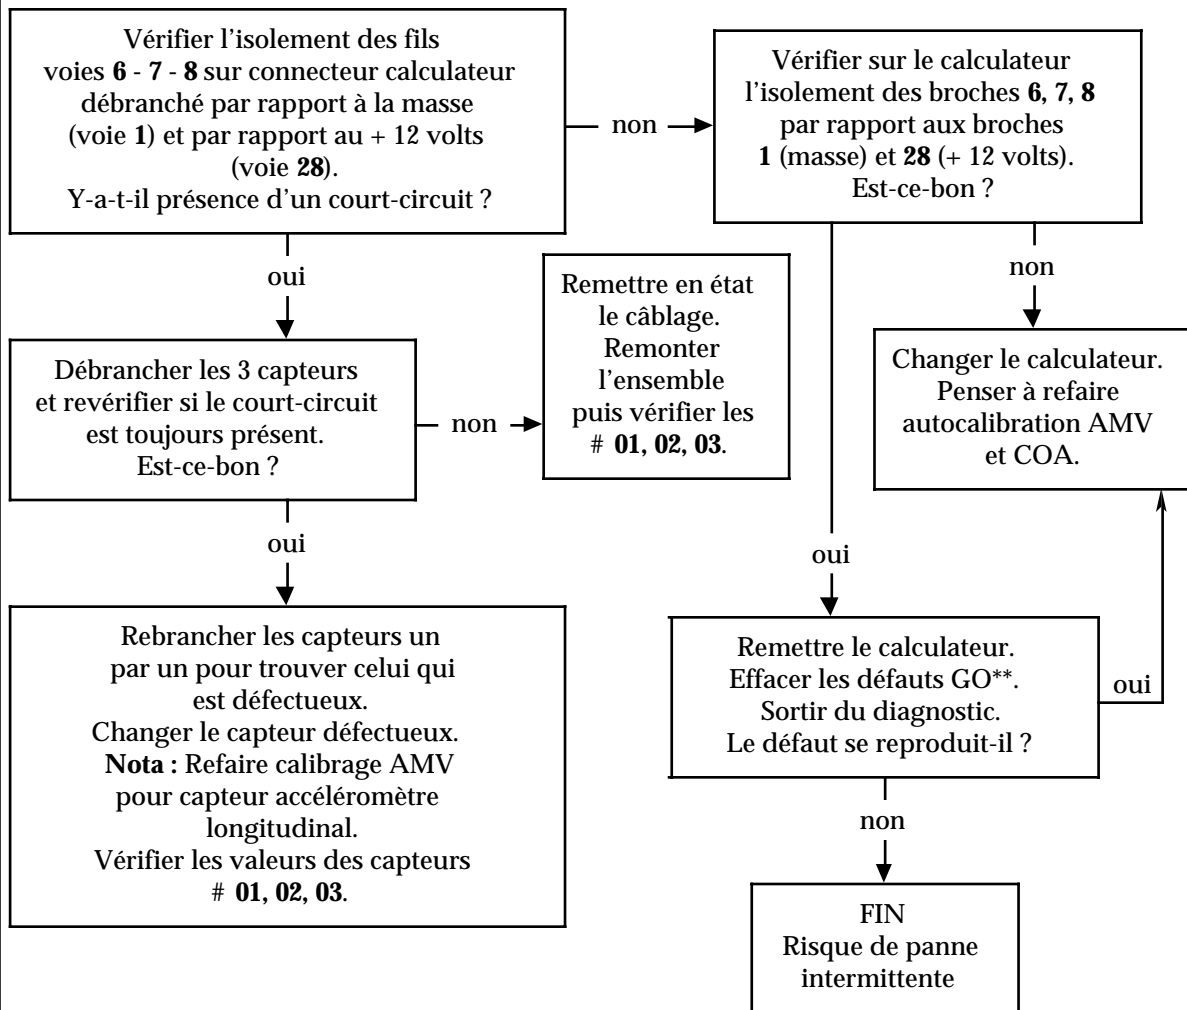 Vérifier l'isolement des fils
voies 6 - 7 - 8 sur connecteur calculateur
débranché par rapport à la masse
(voie 1) et par rapport au + 12 volts
(voie 28).
Y-a-t-il présence d'un court-circuit ?
non
Vérifier sur le calculateur
l'isolement des broches 6, 7, 8
par rapport aux broches
1 (masse) et 28 (+ 12 volts).
Est-ce-bon ?
oui
non
Remettre en état
le câblage.
Remonter
l'ensemble
puis vérifier les
# 01, 02, 03.
Débrancher les 3 capteurs
et revérifier si le court-circuit
est toujours présent.
Est-ce-bon ?
non
Changer le calculateur.
Penser à refaire
autocalibration AMV
et COA.
oui
oui
Rebrancher les capteurs un
par un pour trouver celui qui
est défectueux.
Changer le capteur défectueux.
Nota : Refaire calibrage AMV
pour capteur accéléromètre
longitudinal.
Vérifier les valeurs des capteurs
# 01, 02, 03.
Remettre le calculateur.
Effacer les défauts GO**.
Sortir du diagnostic.
Le défaut se reproduit-il ?
oui
non
FIN
Risque de panne
intermittente